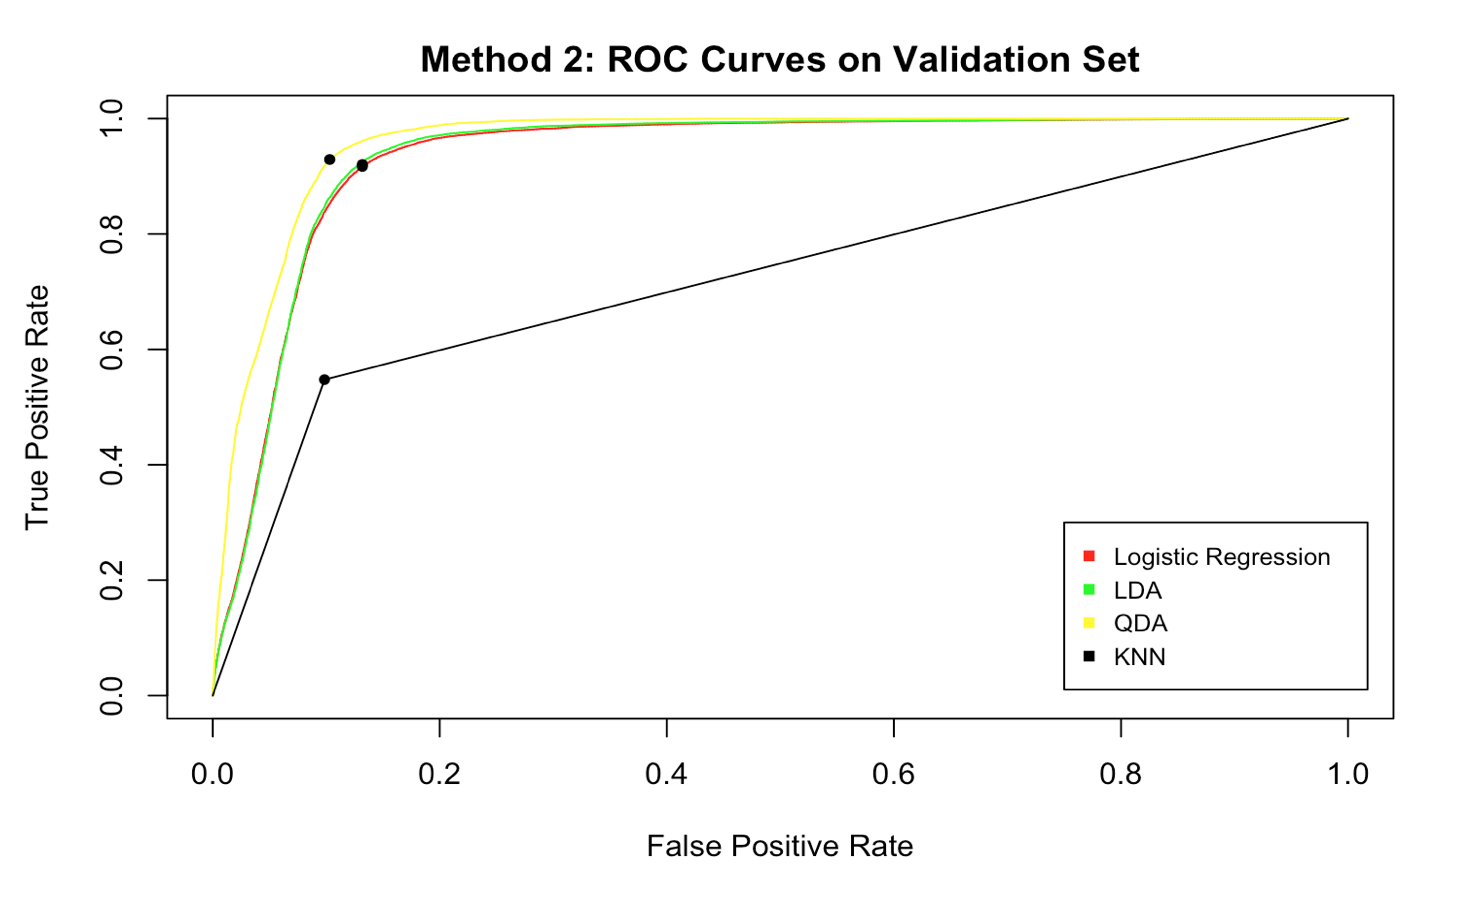 Method 2: ROC Curves on Validation Set
True Positive Rate
1.0
0.8
0.6
0.4
0.2
0.0
Logistic Regression
LDA
QDA
KNN
0.0 0.2 0.4 0.6 0.8 1.0
False Positive Rate